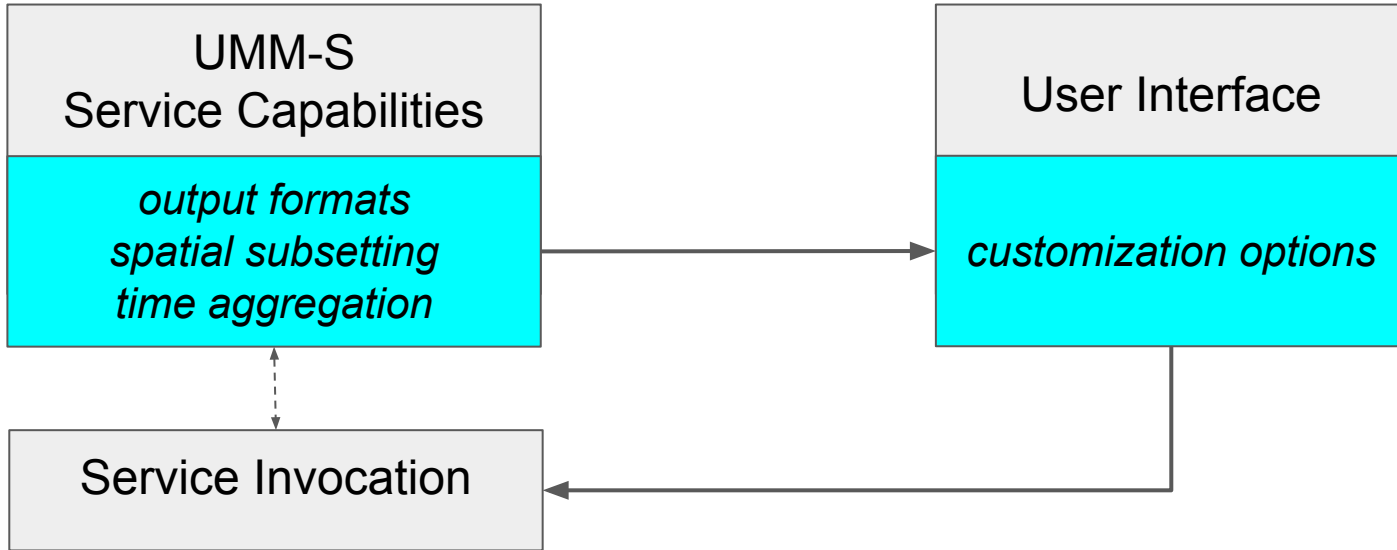 UMM-S
Service Capabilities
output formats
spatial subsetting
time aggregation
User Interface
customization options
Service Invocation